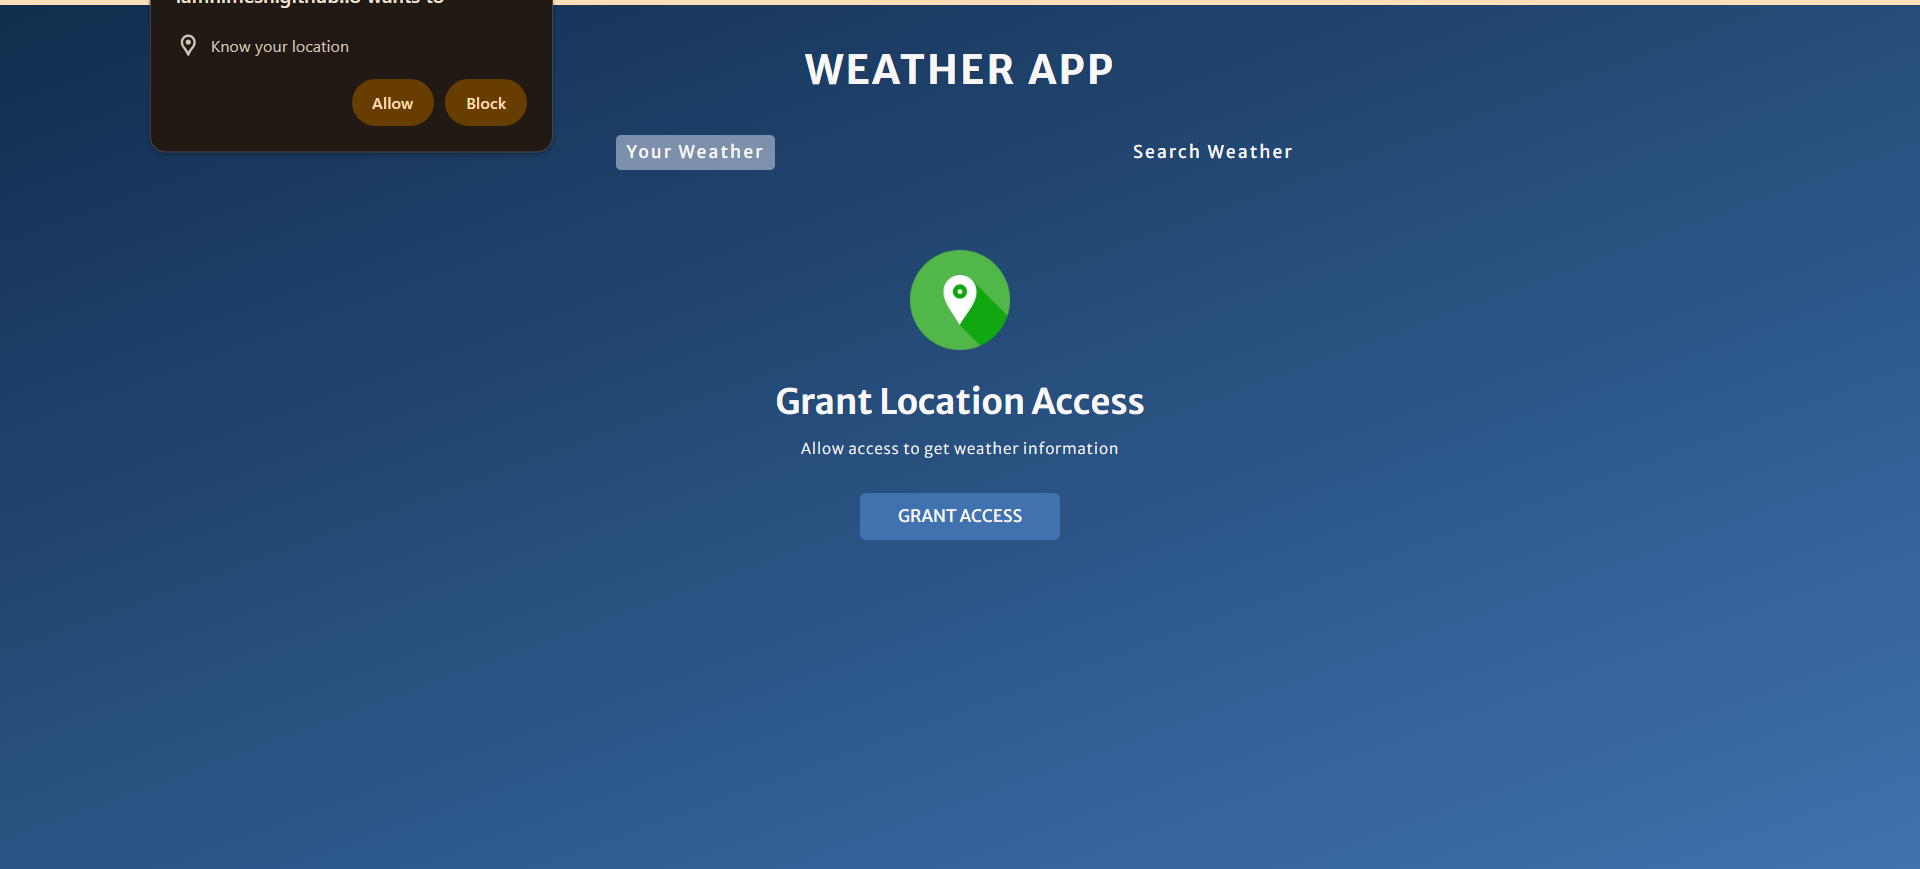 wants to
Know your location
Allow
Block
WEATHER APP
Your Weather
Search Weather
Grant Location Access
Allow access to get weather information
GRANT ACCESS